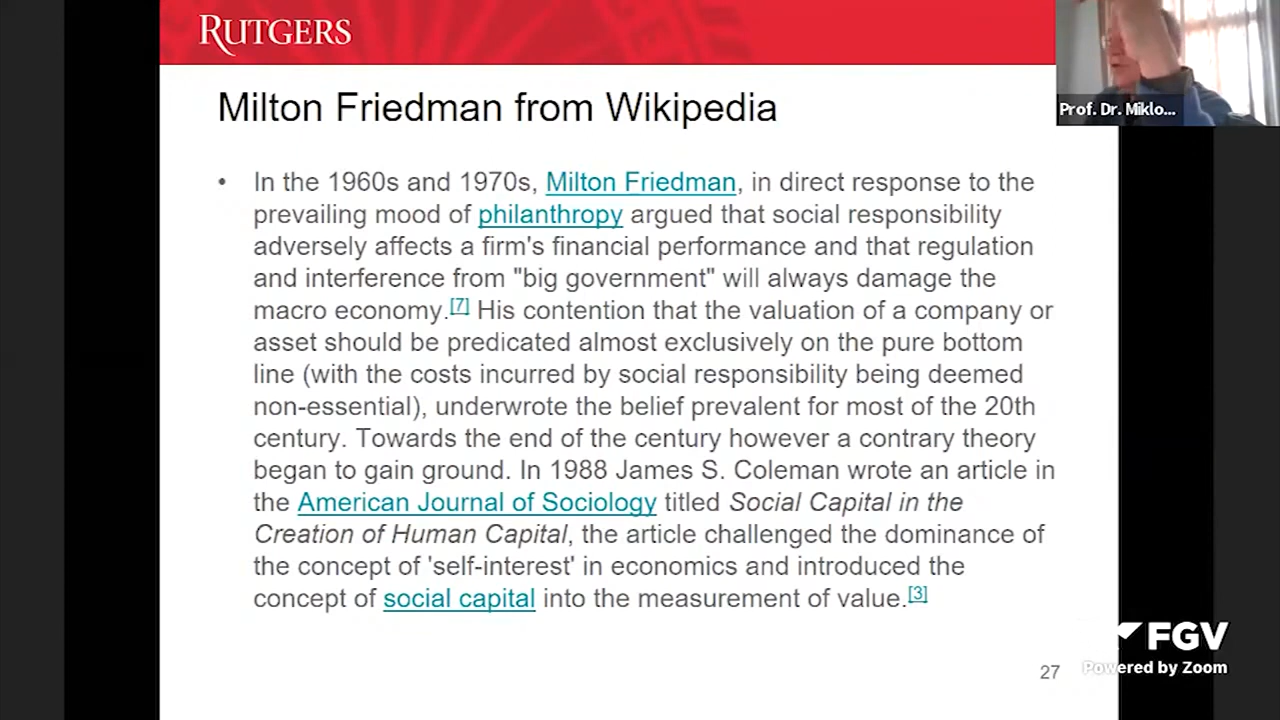 RUTGERS
Prof. Dr. Miklo...
Milton Friedman from Wikipedia
• In the 1960s and 1970s, Milton Friedman, in direct response to the
prevailing mood of philanthropy argued that social responsibility
adversely affects a firm's financial performance and that regulation
and interference from "big government" will always damage the
macro economy.[7] His contention that the valuation of a company or
asset should be predicated almost exclusively on the pure bottom
line (with the costs incurred by social responsibility being deemed
non-essential), underwrote the belief prevalent for most of the 20th
century. Towards the end of the century however a contrary theory
began to gain ground. In 1988 James S. Coleman wrote an article in
the American Journal of Sociology titled Social Capital in the
Creation of Human Capital, the article challenged the dominance of
the concept of 'self-interest' in economics and introduced the
concept of social capital into the measurement of value.[3]
FGV
27
Powered by Zoom